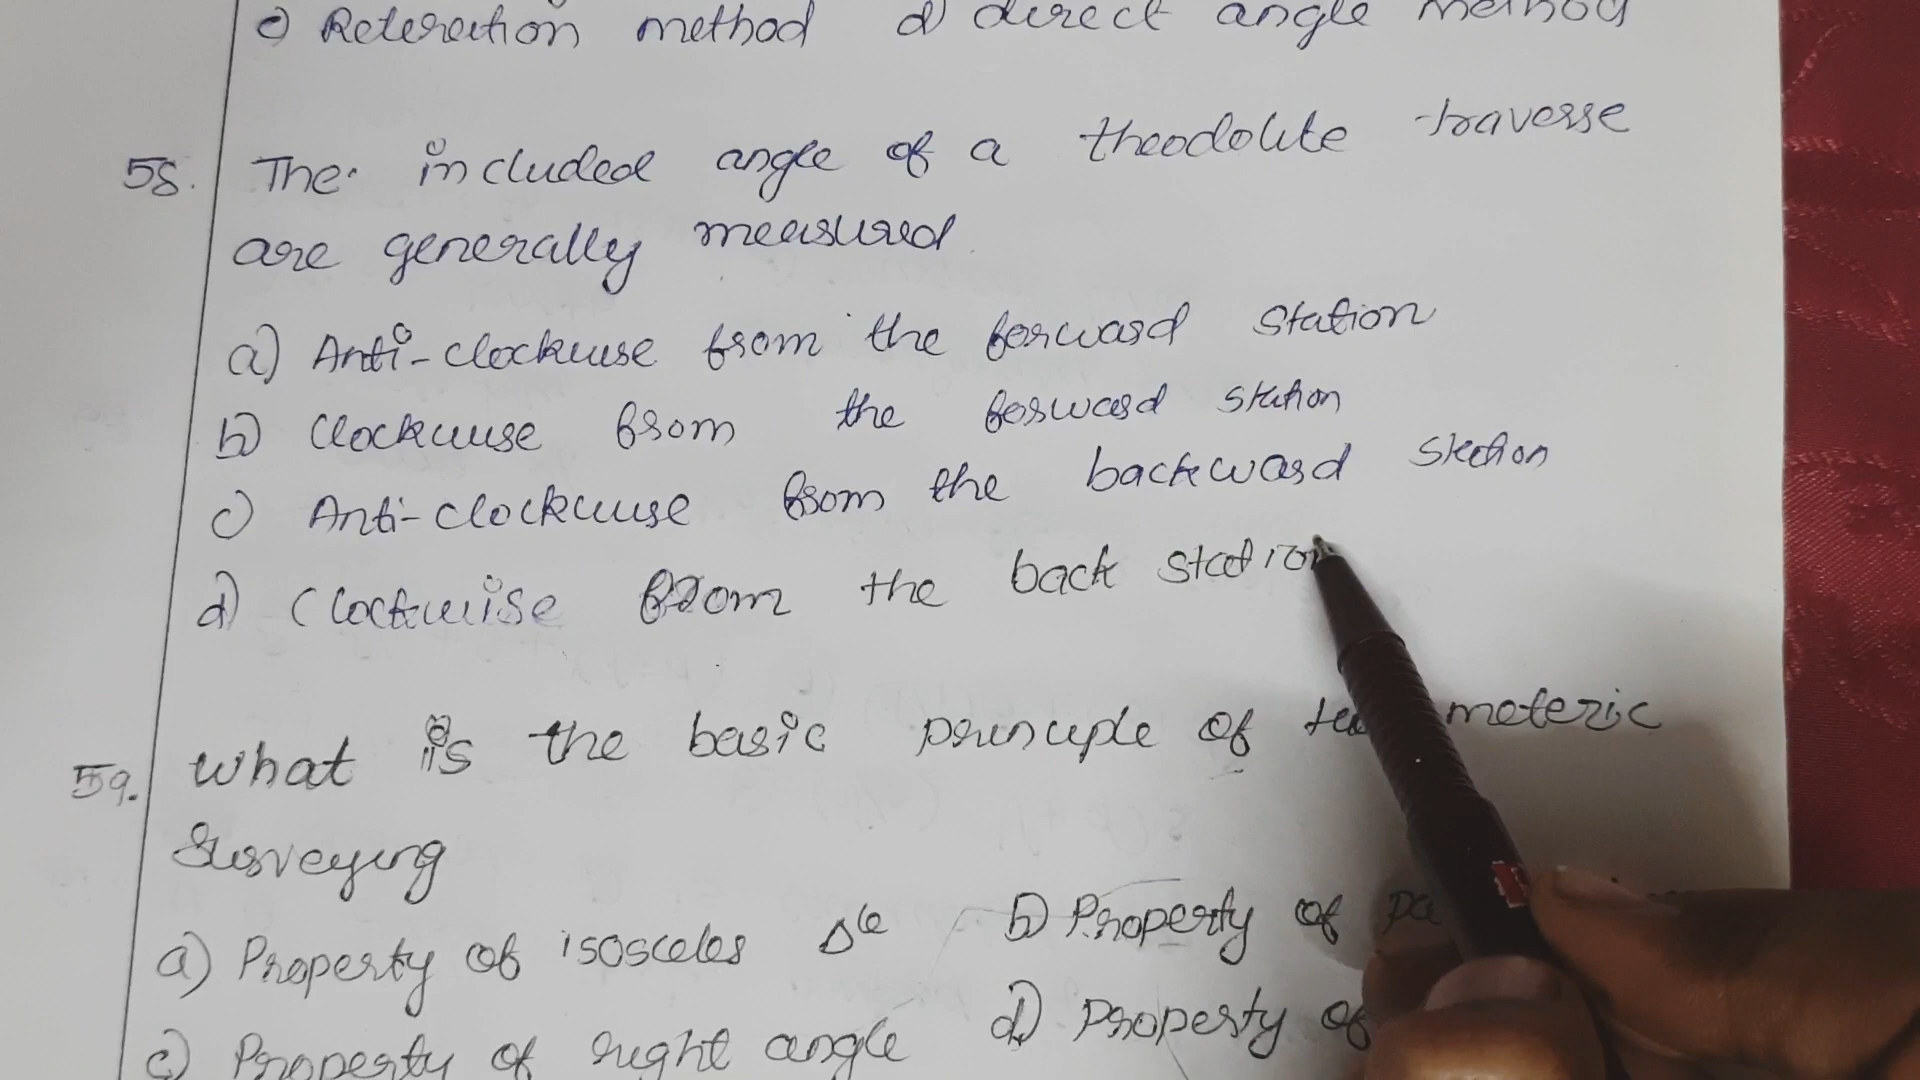 c) Reteration method d) direct angle method
58. The included angle of a theodolite traverse
are generally measured
a) Anti-clockwise from the forward station
b) Clockwise from the forward station
c) Anti-clockwise from the backward station
d) Clockwise from the back station
59. What is the basic principle of meteric
Surveying
a) Property of isosceles Δle b) Property of
c) Property of right angle d) Property of